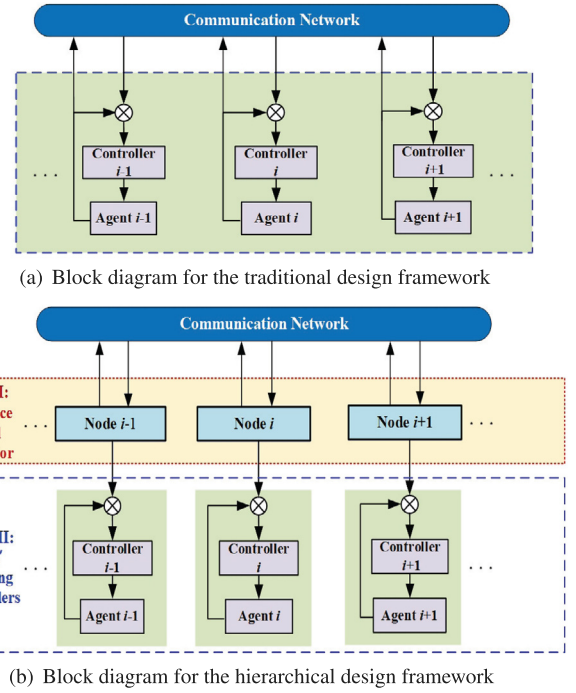 Communication Network
Controller
i-1
Controller
i
Controller
i+1
. . .
. . .
Agent i-1
Agent i
Agent i+1
(a) Block diagram for the traditional design framework
Communication Network
I:
. . .
Node i-1
Node i
Node i+1
. . .
II:
Controller
i-1
Controller
i
Controller
i+1
. . .
. . .
Agent i-1
Agent i
Agent i+1
(b) Block diagram for the hierarchical design framework